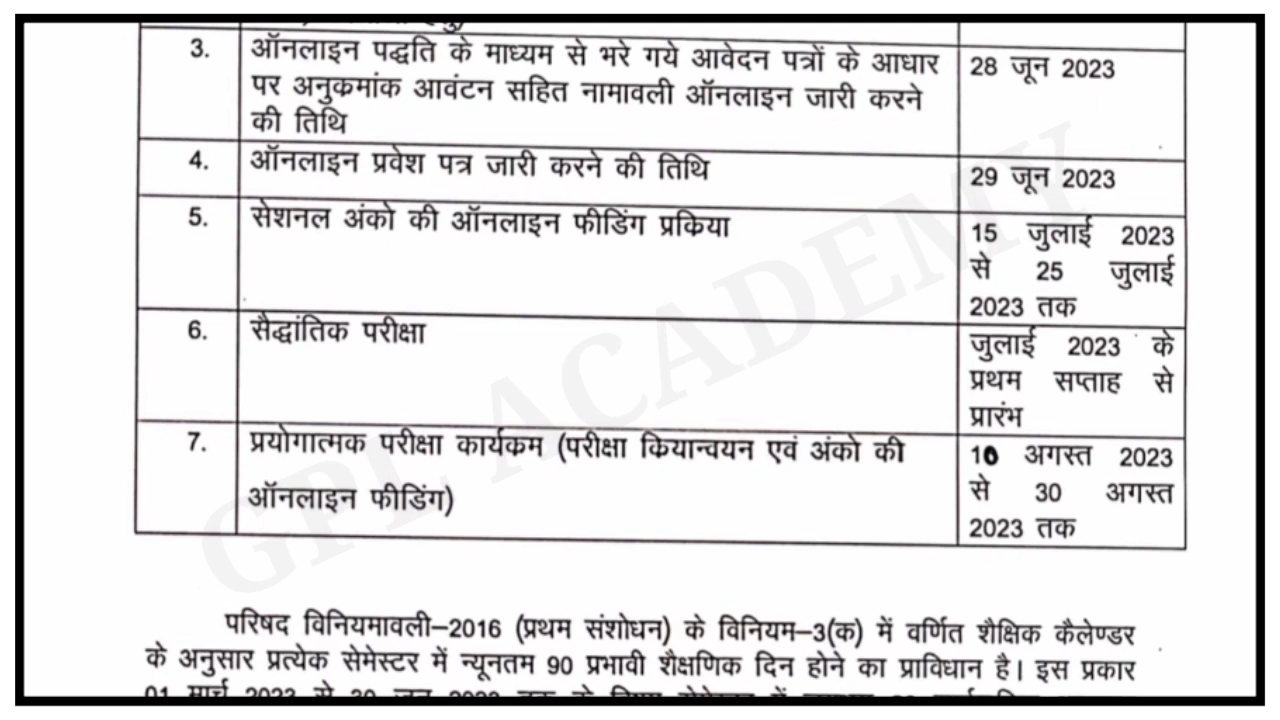 3. ऑनलाइन पद्धति के माध्यम से भरे गये आवेदन पत्रों के आधार
पर अनुकमांक आवंटन सहित नामावली ऑनलाइन जारी करने
की तिथि
28 जून 2023
4. ऑनलाइन प्रवेश पत्र जारी करने की तिथि
29 जून 2023
5. सेशनल अंको की ऑनलाइन फीडिंग प्रकिया
15 जुलाई 2023
से 25 जुलाई
2023 तक
6. सैद्धांतिक परीक्षा
जुलाई 2023 के
प्रथम सप्ताह से
प्रारंभ
7. प्रयोगात्मक परीक्षा कार्यकम (परीक्षा कियान्वयन एवं अंको की
ऑनलाइन फीडिंग)
10 अगस्त 2023
से 30 अगस्त
2023 तक
परिषद विनियमावली–2016 (प्रथम संशोधन) के विनियम–3(क) में वर्णित शैक्षिक कैलेण्डर
के अनुसार प्रत्येक सेमेस्टर में न्यूनतम 90 प्रभावी शैक्षणिक दिन होने का प्राविधान है। इस प्रकार
GPL ACADEMY